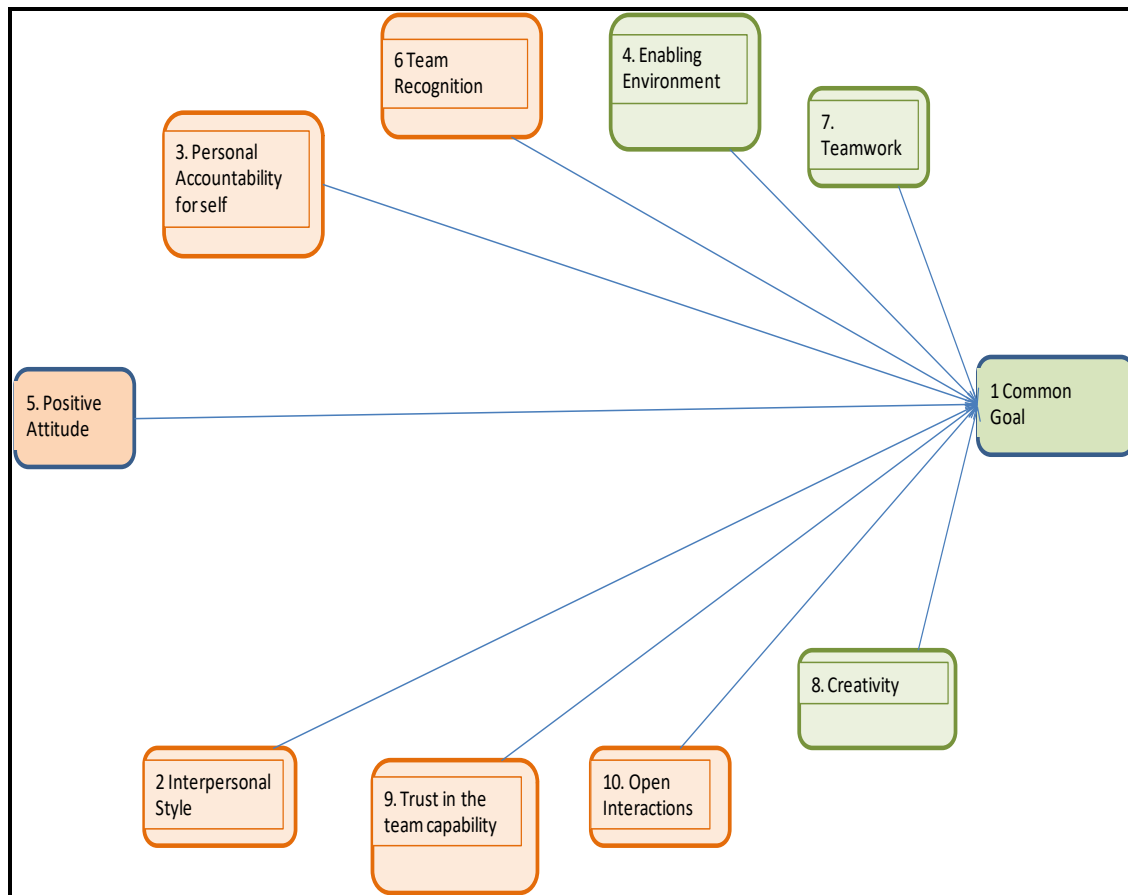 6 Team
Recognition
4. Enabling
Environment
7.
Teamwork
3. Personal
Accountability
for self
5. Positive
Attitude
1 Common
Goal
8. Creativity
2 Interpersonal
Style
9. Trust in the
team capability
10. Open
Interactions